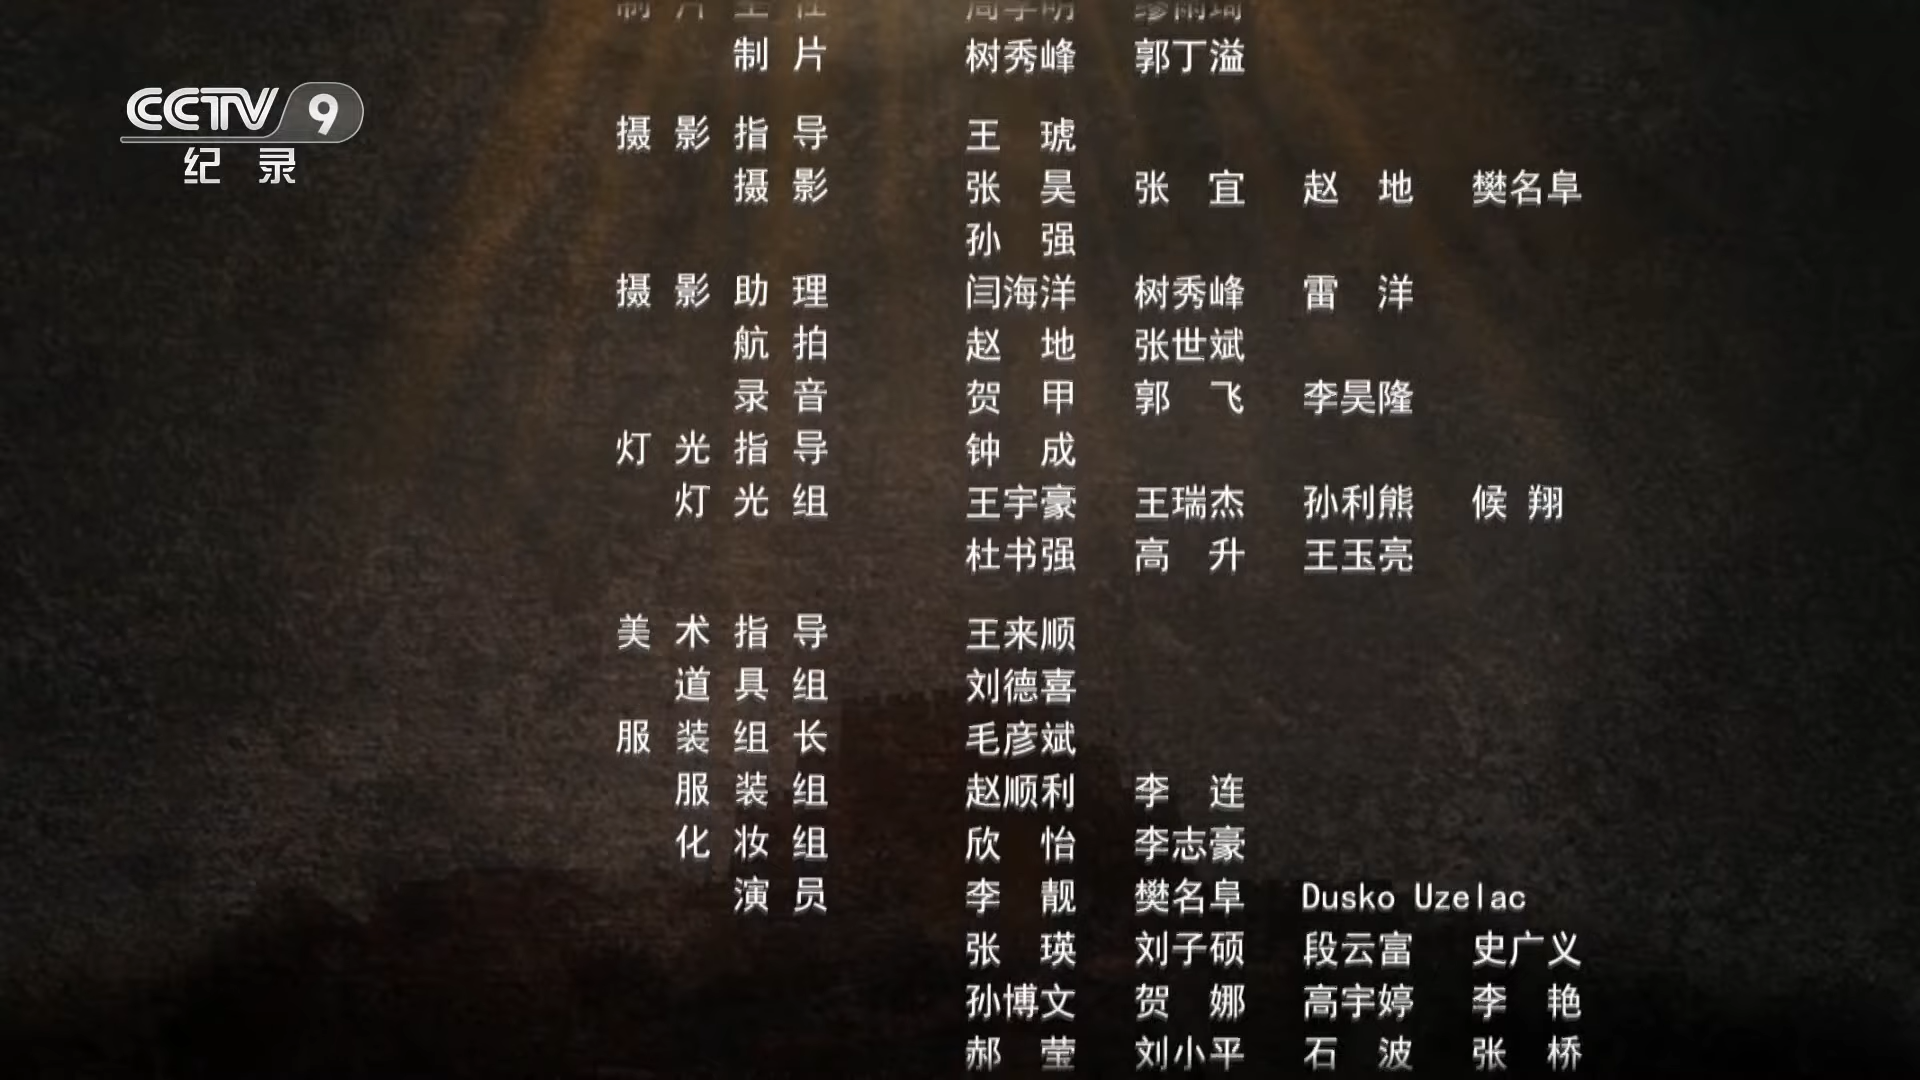 制片 树秀峰 郭丁溢
CCTV 9
纪录
摄影指导 王琥
摄影 张昊 张宜 赵地 樊名阜
孙强
摄影助理 闫海洋 树秀峰 雷洋
航拍 赵地 张世斌
录音 贺甲 郭飞 李昊隆
灯光指导 钟成
灯光组 王宇豪 王瑞杰 孙利熊 候翔
杜书强 高升 王玉亮
美术指导 王来顺
道具组 刘德喜
服装组长 毛彦斌
服装组 赵顺利 李连
化妆组 欣怡 李志豪
演员 李靓 樊名阜 Dusko Uzelac
张瑛 刘子硕 段云富 史广义
孙博文 贺娜 高宇婷 李艳
郝莹 刘小平 石波 张桥